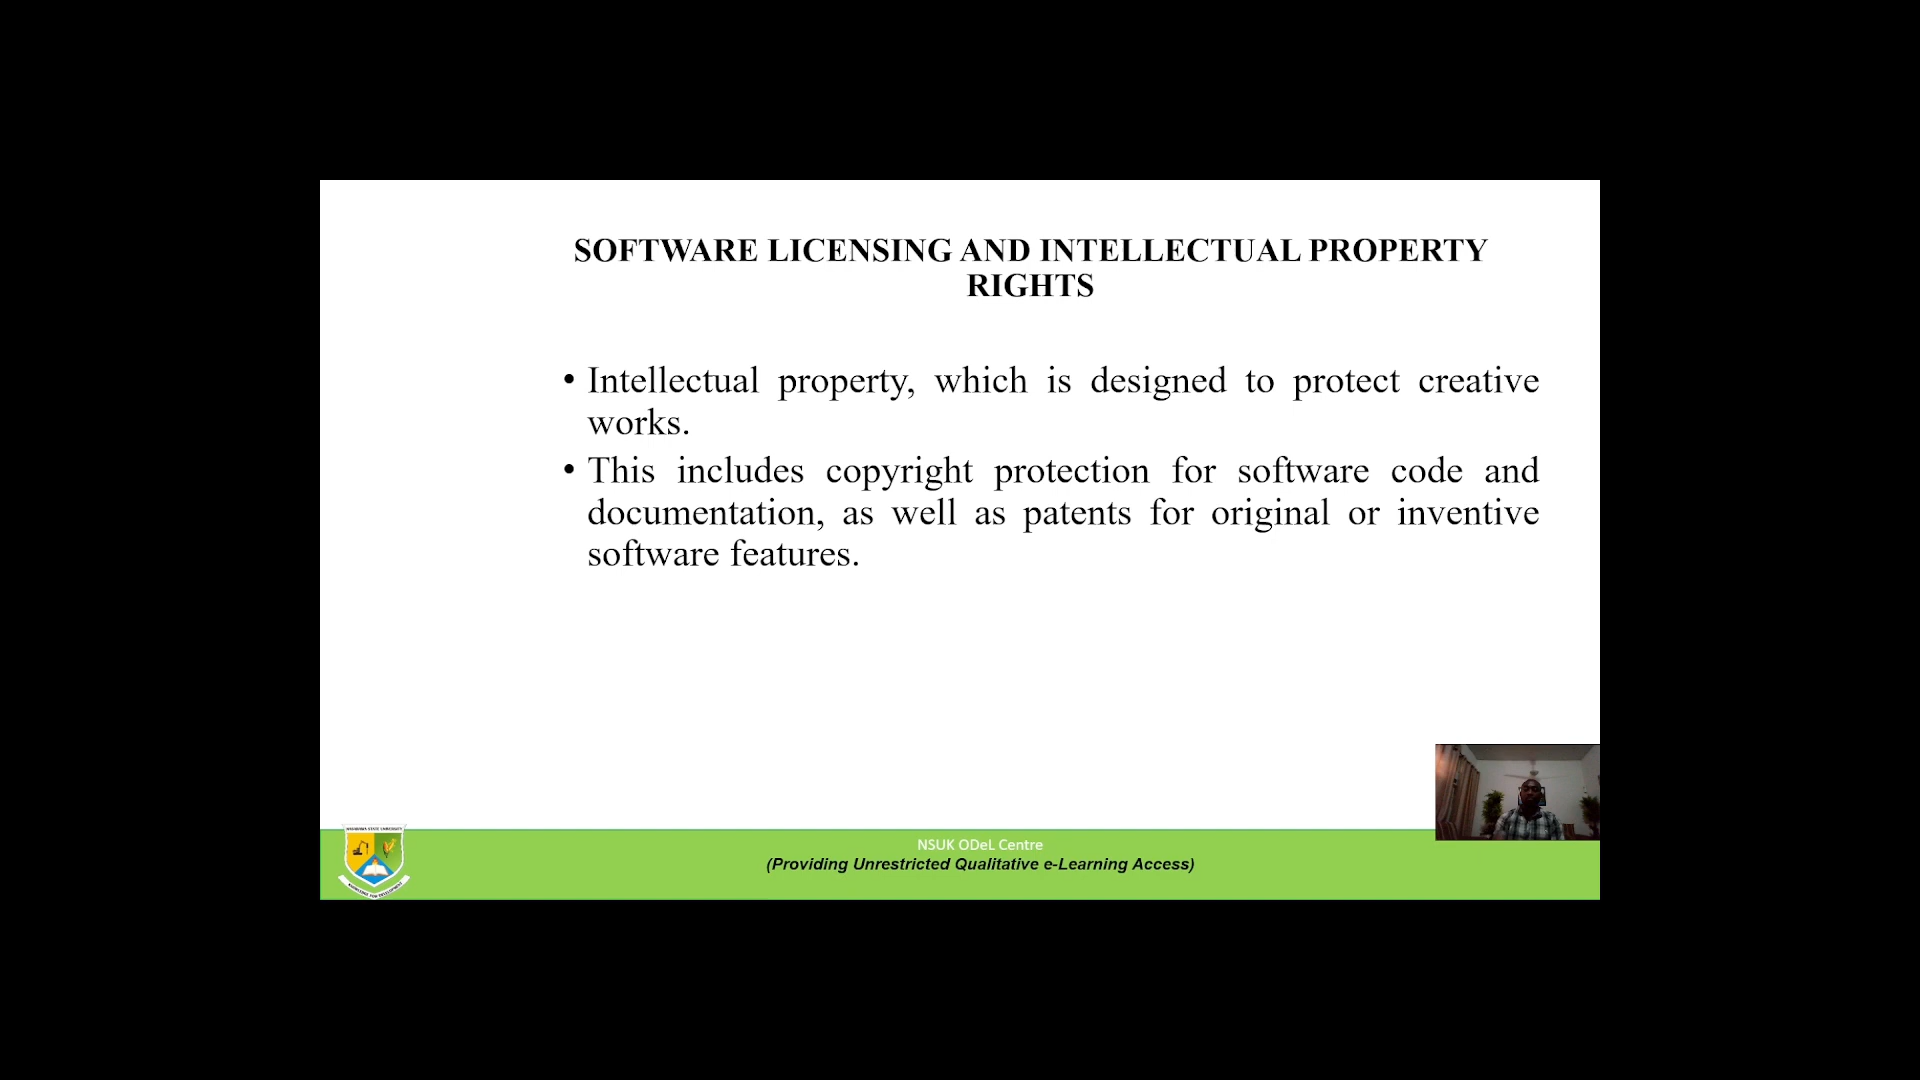 SOFTWARE LICENSING AND INTELLECTUAL PROPERTY
RIGHTS
• Intellectual property, which is designed to protect creative
works.
• This includes copyright protection for software code and
documentation, as well as patents for original or inventive
software features.
NSUK ODeL Centre
(Providing Unrestricted Qualitative e-Learning Access)